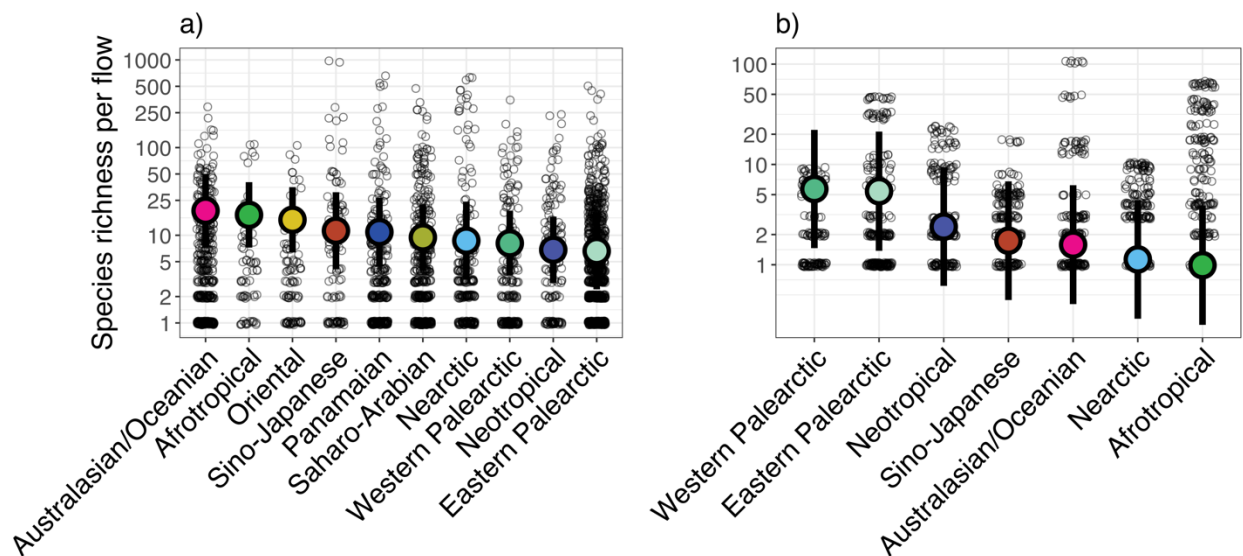 a)
Species richness per flow
1000
500
250
100
50
25
10
5
2
1
Australasian/Oceanian
Afrotropical
Oriental
Sino-Japanese
Panamaian
Saharo-Arabian
Nearctic
Western Palearctic
Neotropical
Eastern Palearctic
b)
100
50
20
10
5
2
1
Western Palearctic
Eastern Palearctic
Neotropical
Sino-Japanese
Australasian/Oceanian
Nearctic
Afrotropical